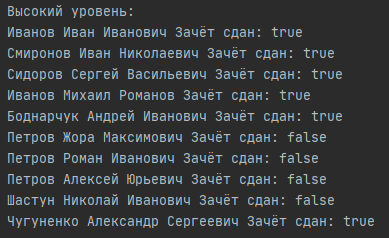 Высокий уровень:
Иванов Иван Иванович Зачёт сдан: true
Смиронов Иван Николаевич Зачёт сдан: true
Сидоров Сергей Васильевич Зачёт сдан: true
Иванов Михаил Романов Зачёт сдан: true
Боднарчук Андрей Иванович Зачёт сдан: true
Петров Жора Максимович Зачёт сдан: false
Петров Роман Иванович Зачёт сдан: false
Петров Алексей Юрьевич Зачёт сдан: false
Шастун Николай Иванович Зачёт сдан: false
Чугуненко Александр Сергеевич Зачёт сдан: true